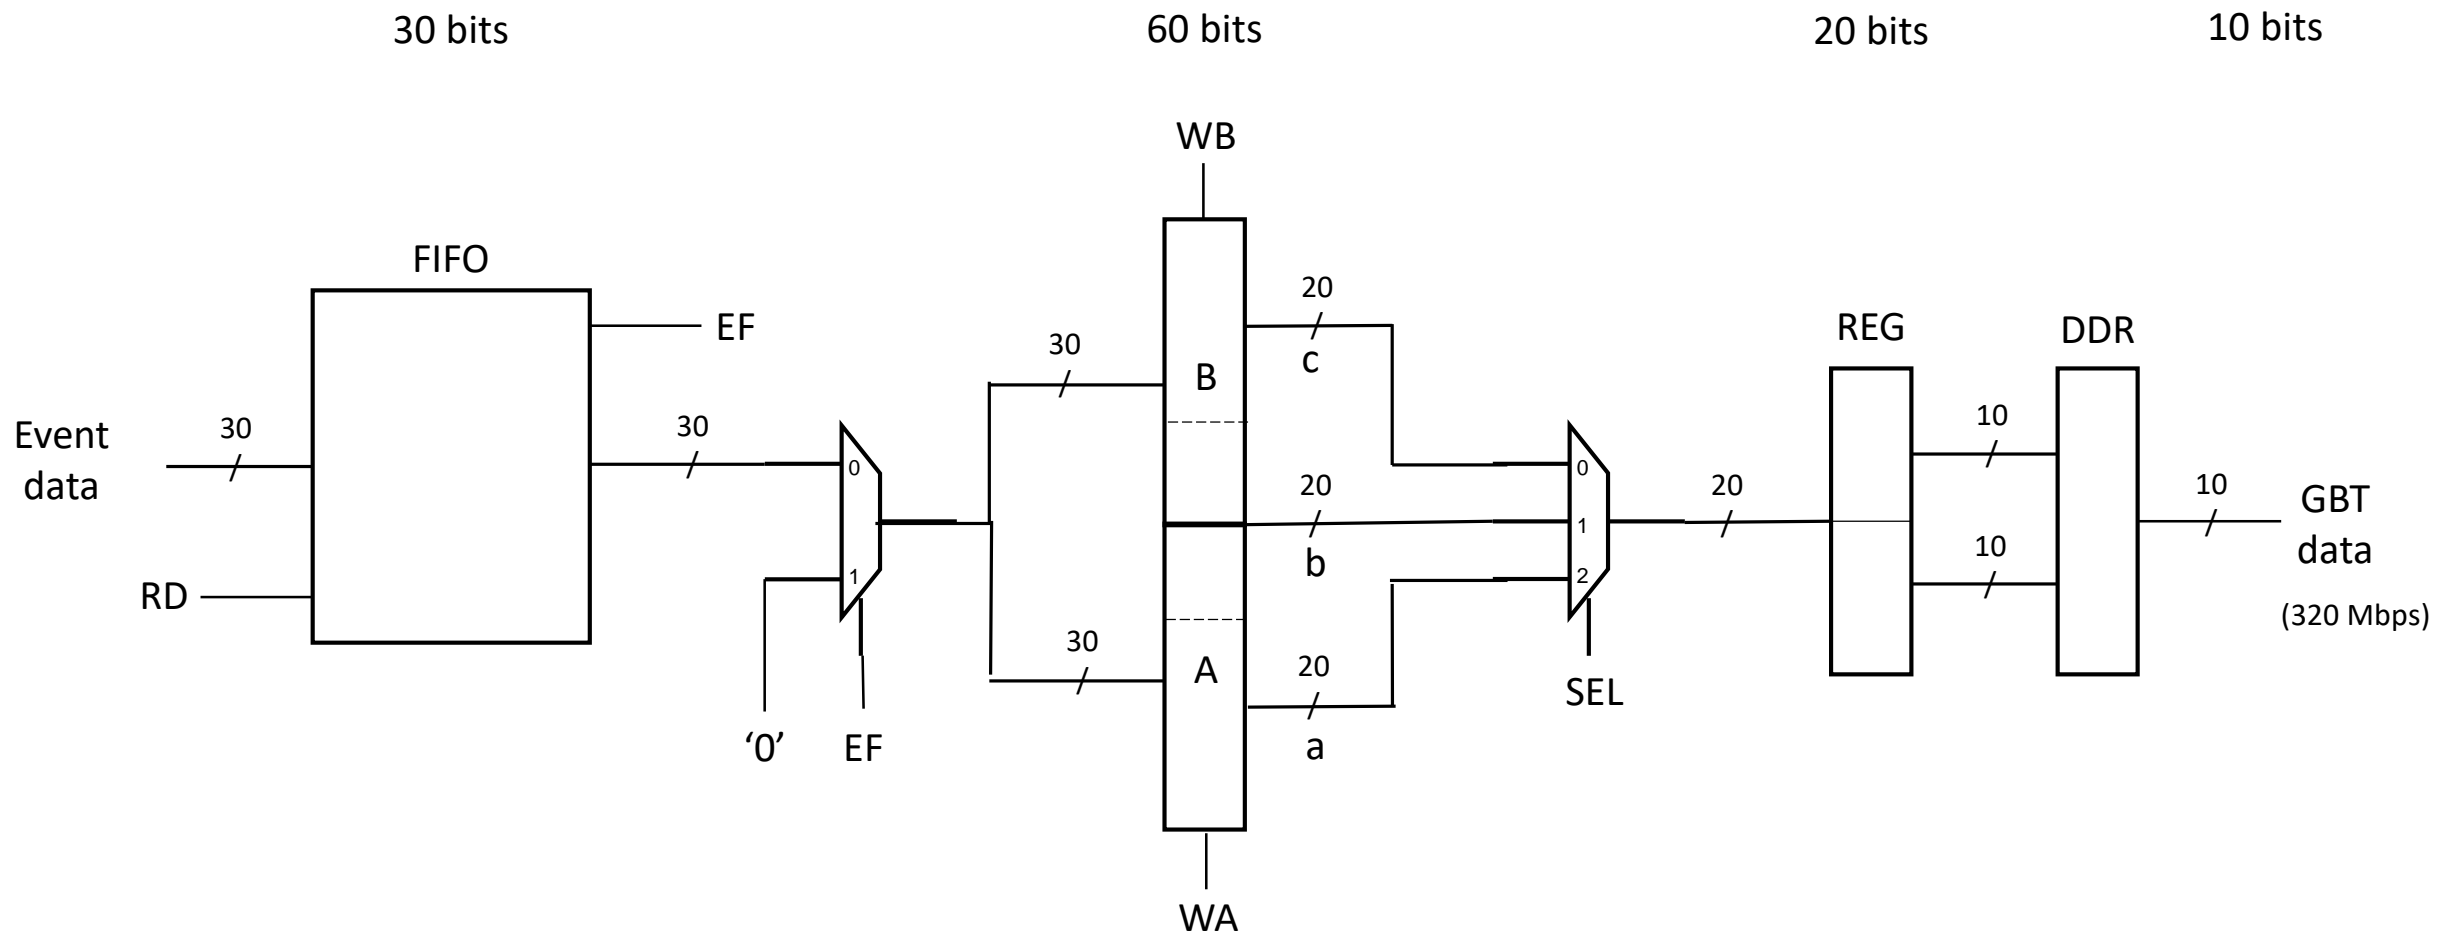 30 bits
60 bits
20 bits
10 bits
WB
FIFO
EF
Event
data
30
RD
30
0
1
‘0’
EF
30
30
B
A
WA
20
c
20
b
20
a
0
1
2
SEL
20
REG
10
10
DDR
10
GBT
data
(320 Mbps)